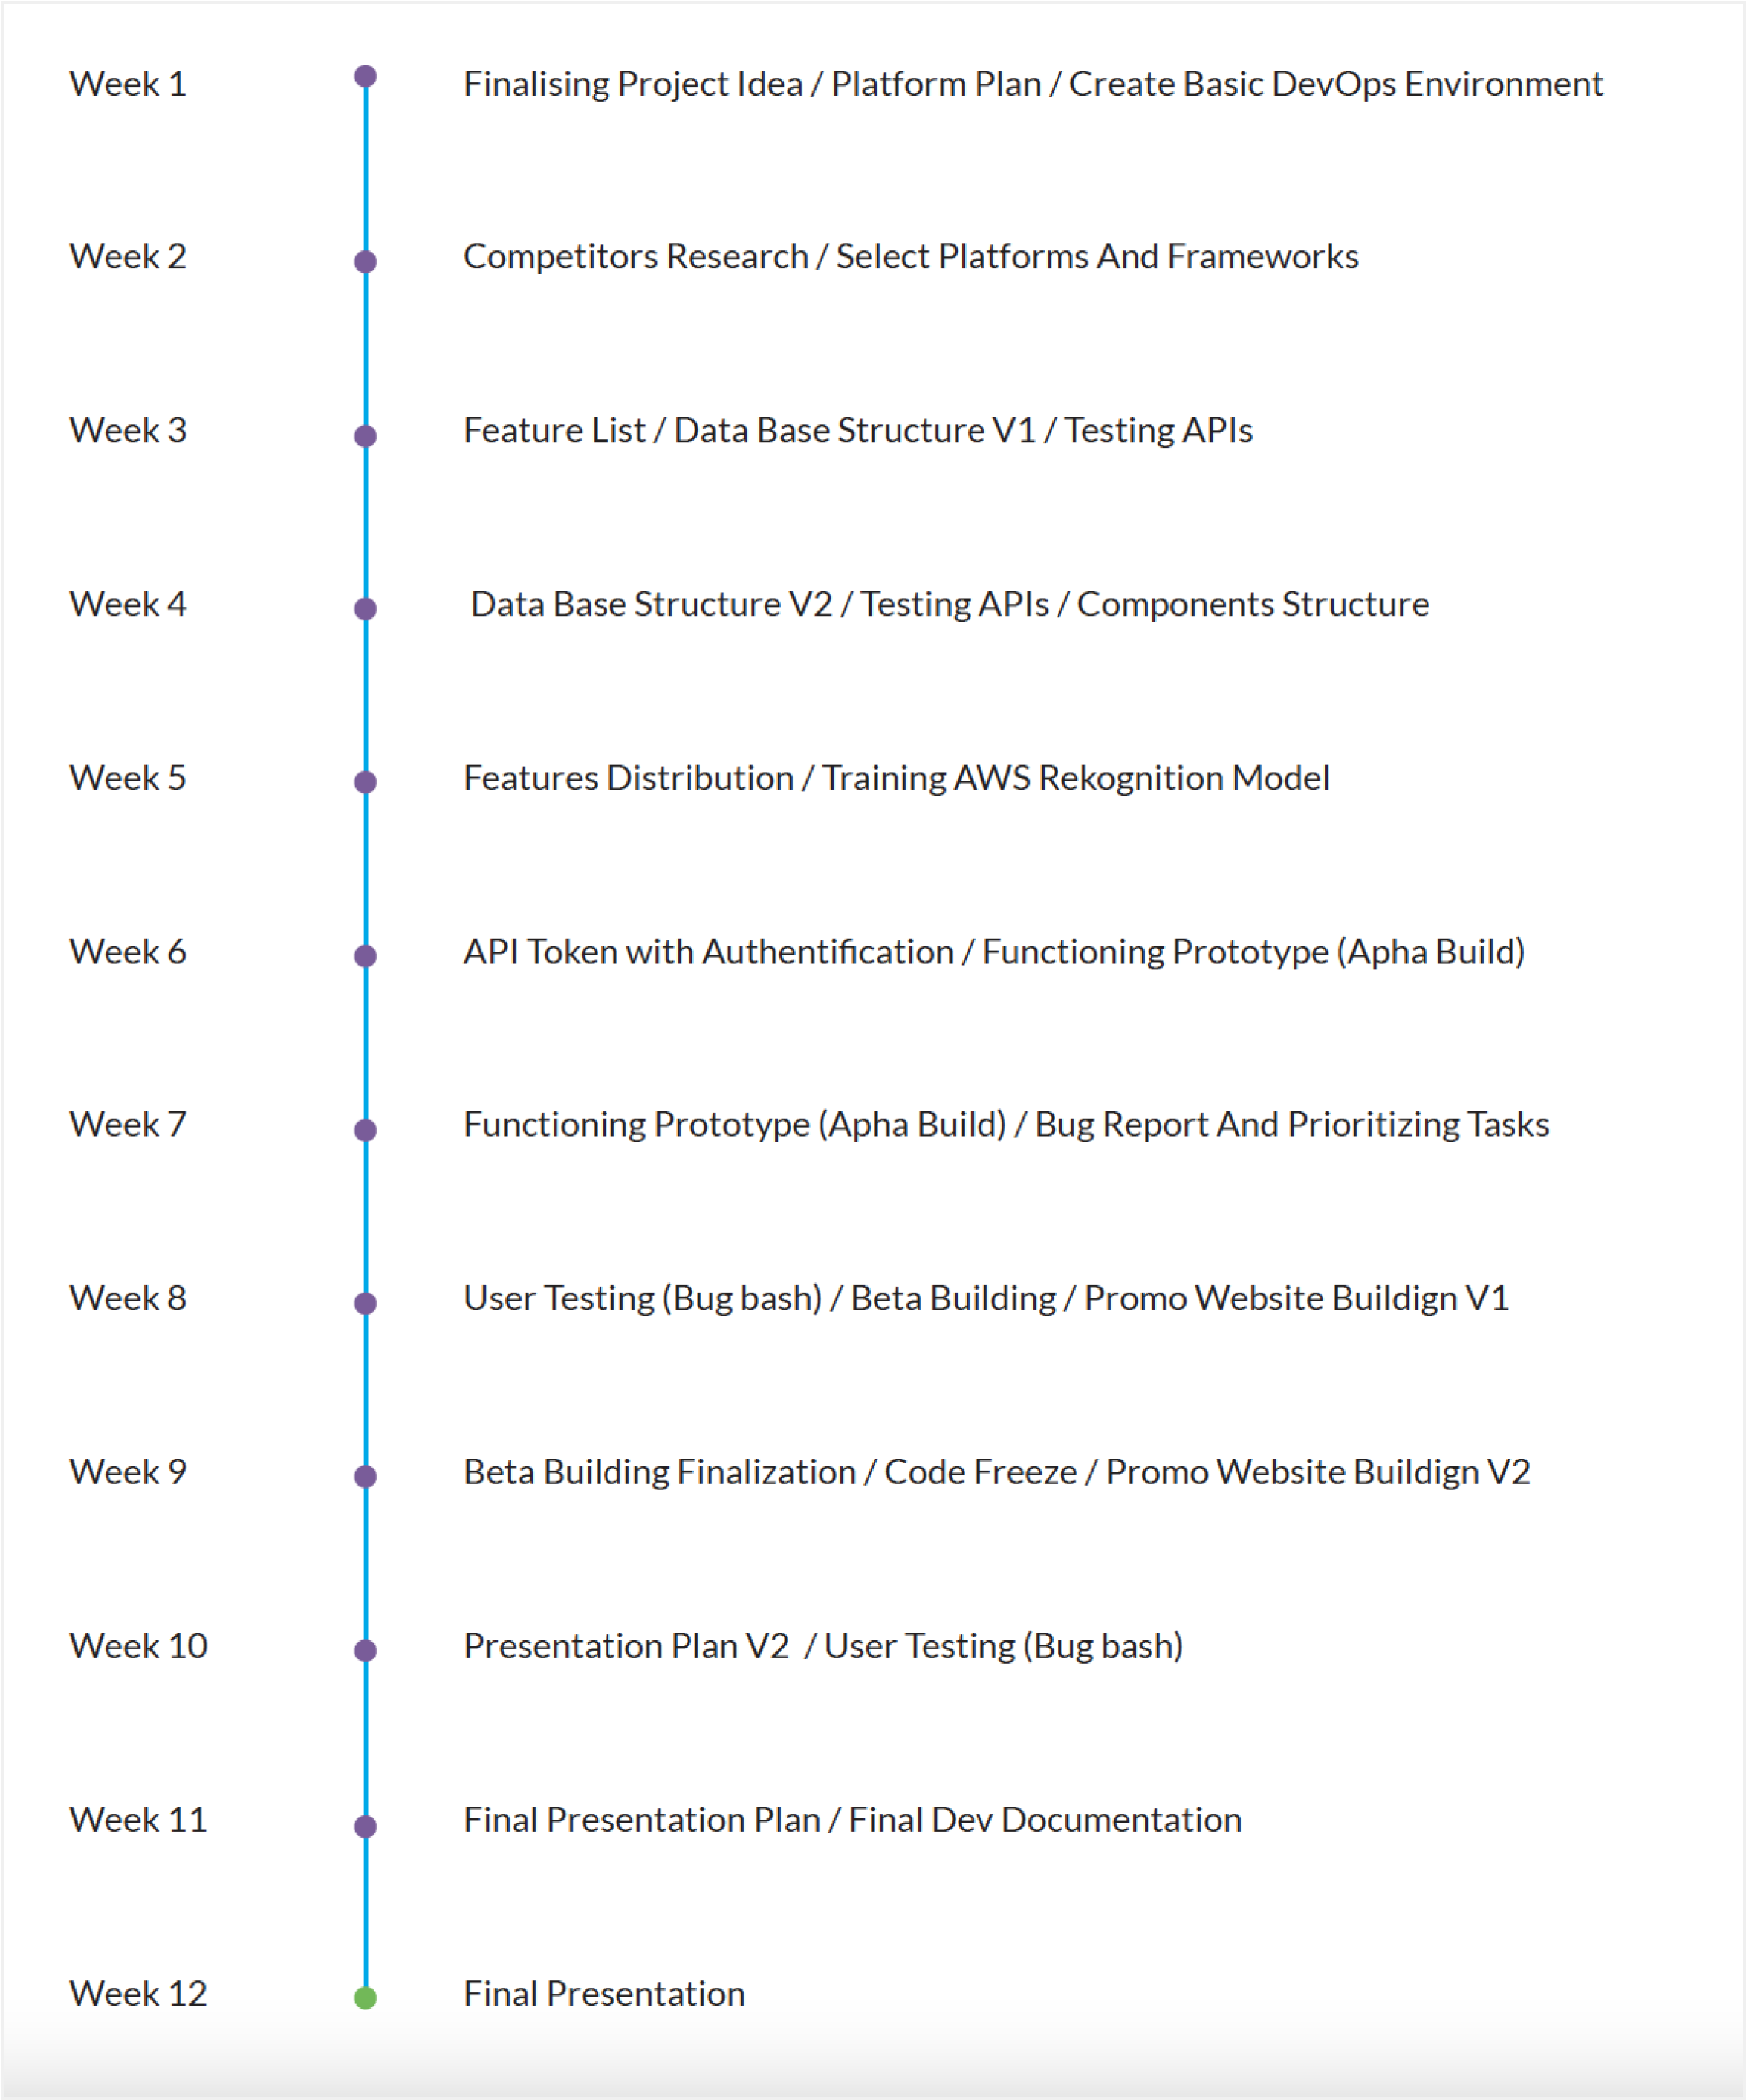 Week 1 Finalising Project Idea / Platform Plan / Create Basic DevOps Environment
Week 2 Competitors Research / Select Platforms And Frameworks
Week 3 Feature List / Data Base Structure V1 / Testing APIs
Week 4 Data Base Structure V2 / Testing APIs / Components Structure
Week 5 Features Distribution / Training AWS Rekognition Model
Week 6 API Token with Authentification / Functioning Prototype (Apha Build)
Week 7 Functioning Prototype (Apha Build) / Bug Report And Prioritizing Tasks
Week 8 User Testing (Bug bash) / Beta Building / Promo Website Buildign V1
Week 9 Beta Building Finalization / Code Freeze / Promo Website Buildign V2
Week 10 Presentation Plan V2 / User Testing (Bug bash)
Week 11 Final Presentation Plan / Final Dev Documentation
Week 12 Final Presentation